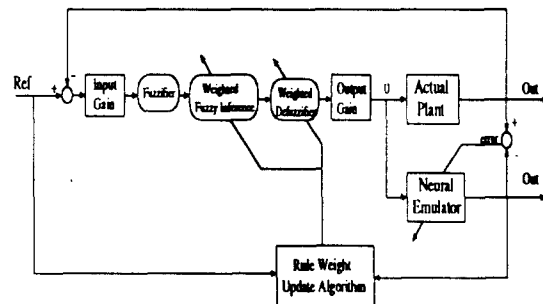 Ref
+
-
Input
Gain
Fuzzifier
Weighted
Fuzzy inference
Weighted
Defuzzifier
Output
Gain
U
Actual
Plant
Out
+
error
-
Neural
Emulator
Out
Rule Weight
Update Algorithm